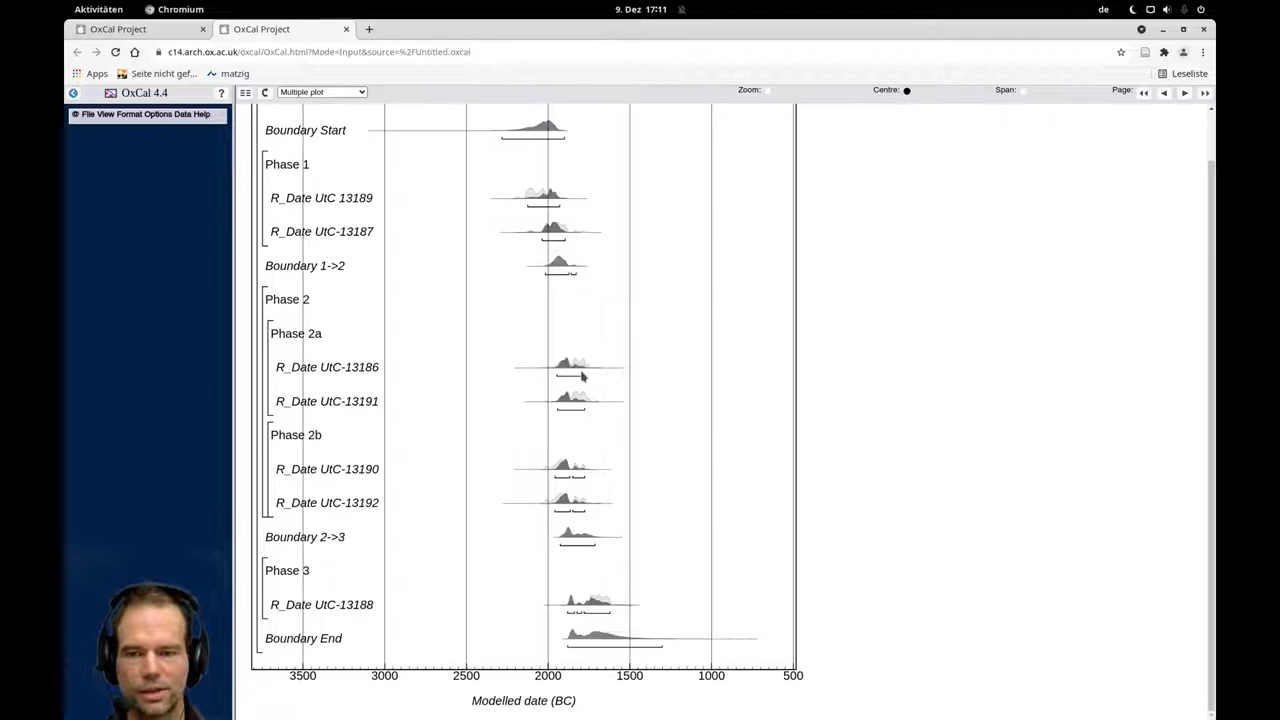 Aktivitäten Chromium 9. Dez 17:11 de
OxCal Project OxCal Project
c14.arch.ox.ac.uk/oxcal/OxCal.html?Mode=Input&source=%2FUntitled.oxcal
Apps Seite nicht gef... matzig Leseliste
OxCal 4.4 ? Multiple plot Zoom: Centre: Span: Page:
@ File View Format Options Data Help
Boundary Start
Phase 1
R_Date UtC 13189
R_Date UtC-13187
Boundary 1->2
Phase 2
Phase 2a
R_Date UtC-13186
R_Date UtC-13191
Phase 2b
R_Date UtC-13190
R_Date UtC-13192
Boundary 2->3
Phase 3
R_Date UtC-13188
Boundary End
3500 3000 2500 2000 1500 1000 500
Modelled date (BC)